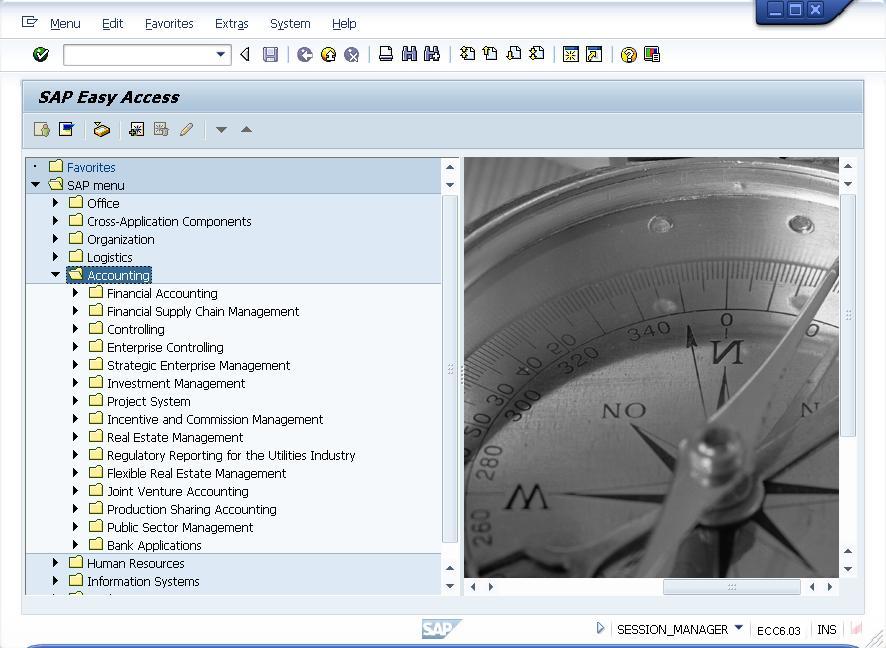 Menu Edit Favorites Extras System Help
SAP Easy Access
Favorites
SAP menu
Office
Cross-Application Components
Organization
Logistics
Accounting
Financial Accounting
Financial Supply Chain Management
Controlling
Enterprise Controlling
Strategic Enterprise Management
Investment Management
Project System
Incentive and Commission Management
Real Estate Management
Regulatory Reporting for the Utilities Industry
Flexible Real Estate Management
Joint Venture Accounting
Production Sharing Accounting
Public Sector Management
Bank Applications
Human Resources
Information Systems
340 0
320
300
280
260
20
30
50
N
NO
N
W
SAP SESSION_MANAGER ECC6.03 INS